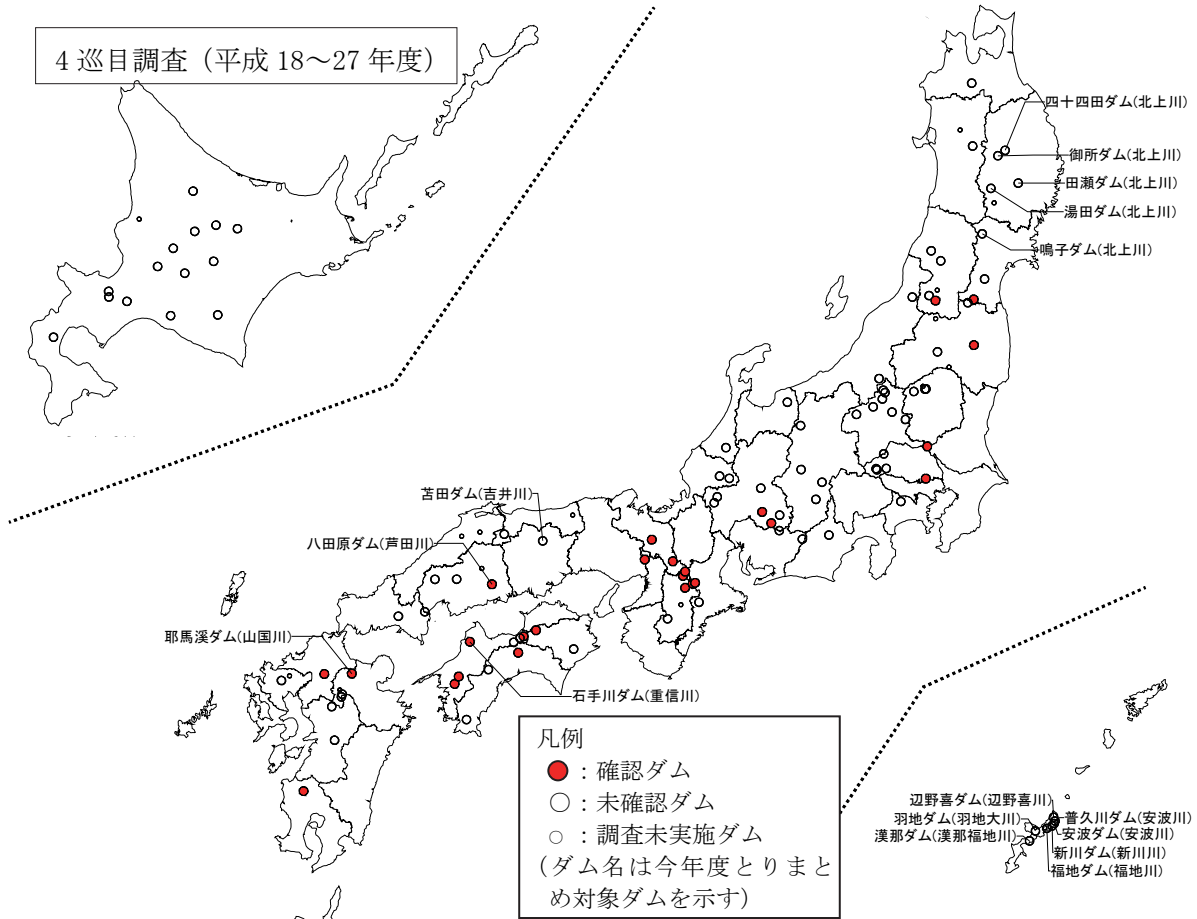 4 巡目調査（平成 18～27 年度）
四十四田ダム(北上川)
御所ダム(北上川)
田瀬ダム(北上川)
湯田ダム(北上川)
鳴子ダム(北上川)
苫田ダム(吉井川)
八田原ダム(芦田川)
耶馬溪ダム(山国川)
石手川ダム(重信川)
凡例
：確認ダム
：未確認ダム
：調査未実施ダム
(ダム名は今年度とりまと
め対象ダムを示す)
辺野喜ダム(辺野喜川)
羽地ダム(羽地大川)
漢那ダム(漢那福地川)
普久川ダム(安波川)
安波ダム(安波川)
新川ダム(新川川)
福地ダム(福地川)